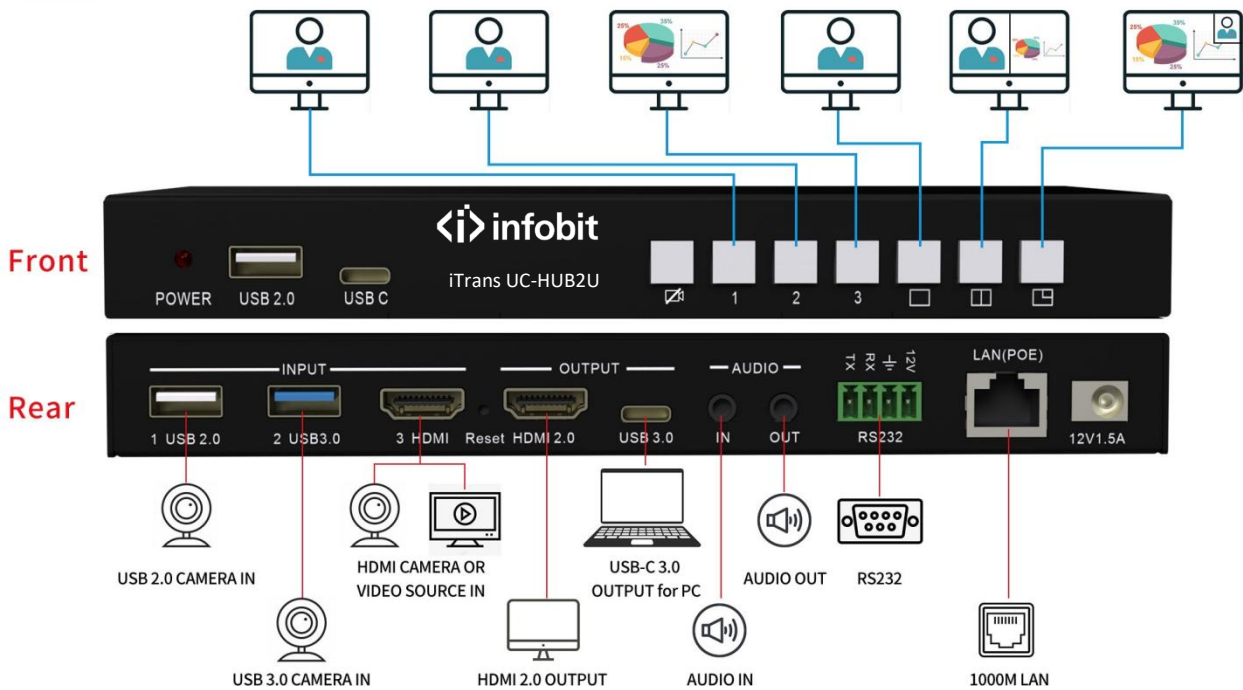 25% 35%
15% 25%
25% 35%
15% 25%
Front
infobit
iTrans UC-HUB2U
POWER USB 2.0 USB C 1 2 3
Rear
INPUT OUTPUT AUDIO TX RX 12V LAN(POE)
1 USB 2.0 2 USB3.0 3 HDMI Reset HDMI 2.0 USB 3.0 IN OUT RS232 12V1.5A
USB 2.0 CAMERA IN
HDMI CAMERA OR
VIDEO SOURCE IN
USB-C 3.0
OUTPUT for PC
AUDIO OUT
RS232
USB 3.0 CAMERA IN
HDMI 2.0 OUTPUT
AUDIO IN
1000M LAN